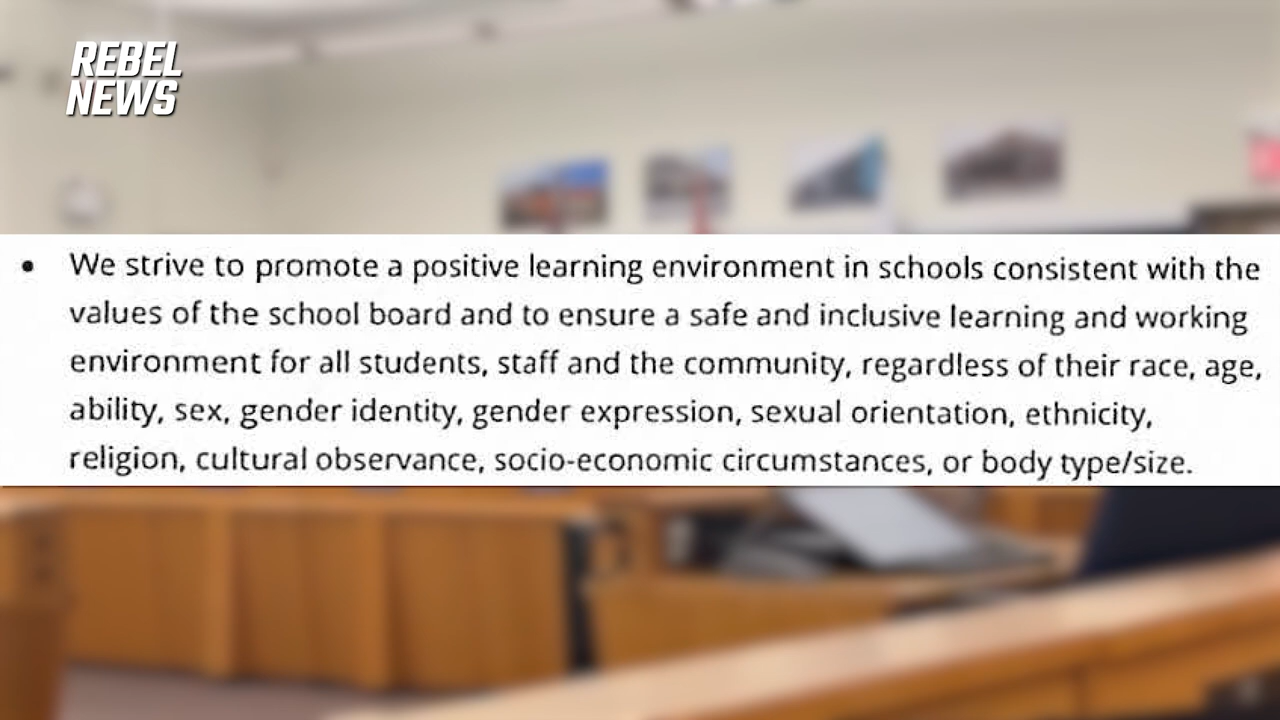 REBEL
NEWS
• We strive to promote a positive learning environment in schools consistent with the
values of the school board and to ensure a safe and inclusive learning and working
environment for all students, staff and the community, regardless of their race, age,
ability, sex, gender identity, gender expression, sexual orientation, ethnicity,
religion, cultural observance, socio-economic circumstances, or body type/size.